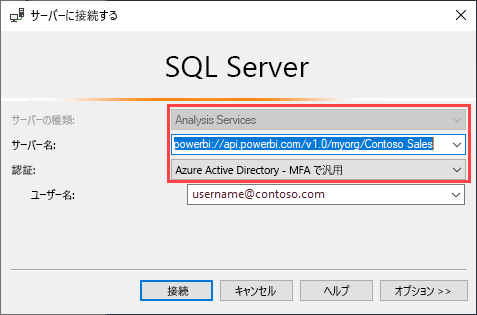 サーバーに接続する
SQL Server
サーバーの種類: Analysis Services
サーバー名: powerbi://api.powerbi.com/v1.0/myorg/Contoso Sales
認証: Azure Active Directory - MFA で汎用
ユーザー名: username@contoso.com
接続 キャンセル ヘルプ オプション >>